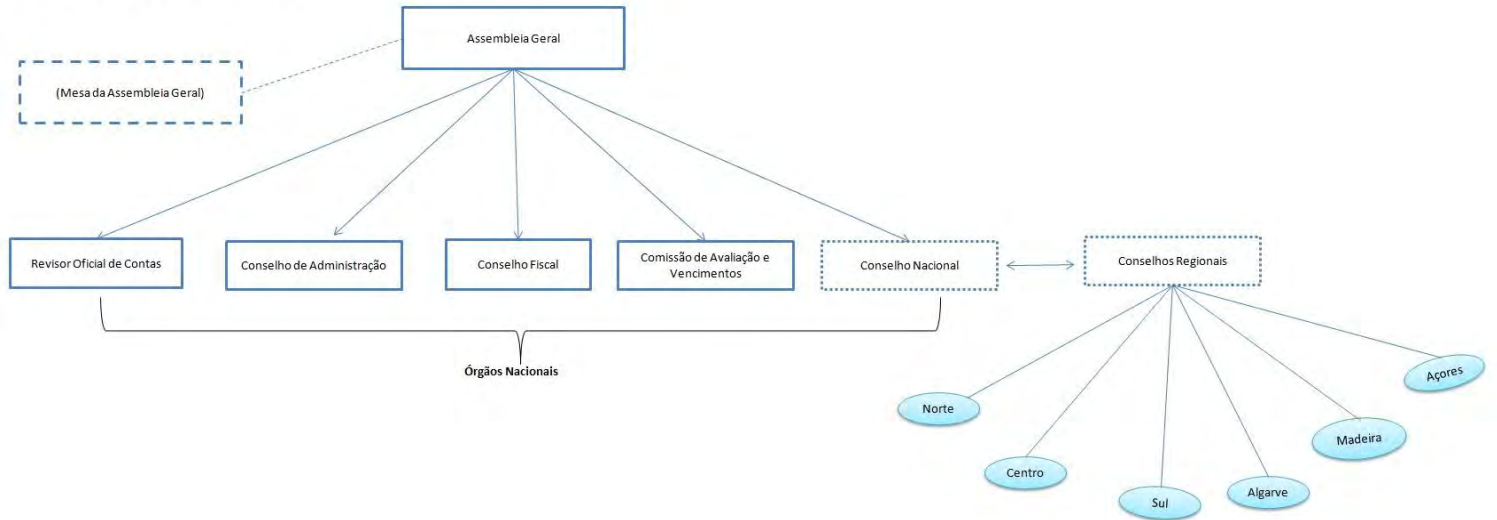 Assembleia Geral
(Mesa da Assembleia Geral)
Revisor Oficial de Contas
Conselho de Administração
Conselho Fiscal
Comissão de Avaliação e
Vencimentos
Conselho Nacional
Conselhos Regionais
Órgãos Nacionais
Norte
Centro
Sul
Algarve
Madeira
Açores